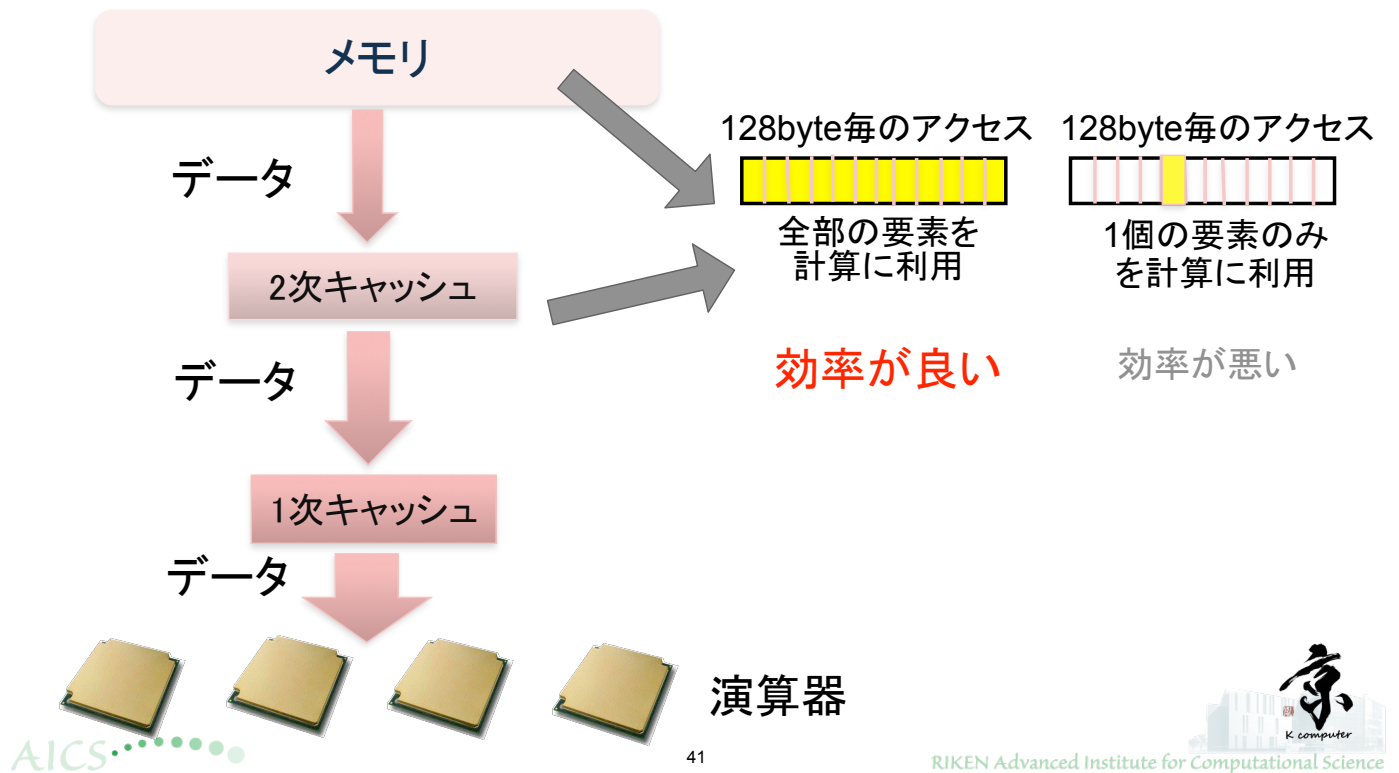 メモリ
データ
2次キャッシュ
データ
1次キャッシュ
データ
演算器
128byte毎のアクセス
全部の要素を
計算に利用
効率が良い
128byte毎のアクセス
1個の要素のみ
を計算に利用
効率が悪い
AICS
41
京
K computer
RIKEN Advanced Institute for Computational Science